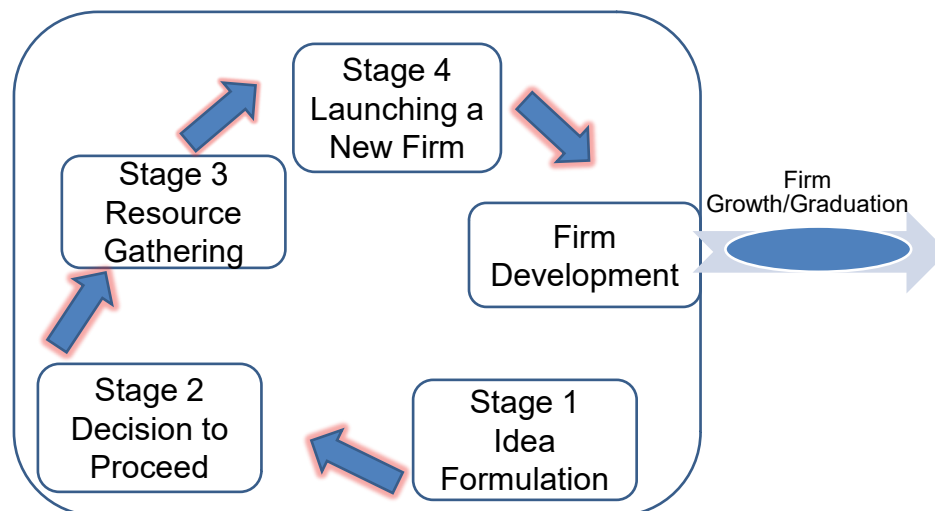 Stage 4
Launching a
New Firm
Stage 3
Resource
Gathering
Firm
Growth/Graduation
Firm
Development
Stage 2
Decision to
Proceed
Stage 1
Idea
Formulation